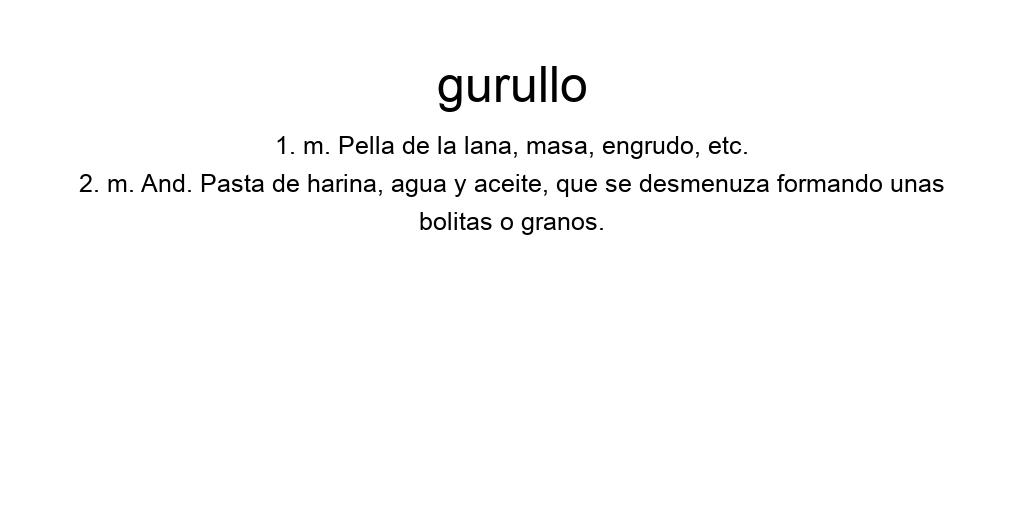 gurullo
1. m. Pella de la lana, masa, engrudo, etc.
2. m. And. Pasta de harina, agua y aceite, que se desmenuza formando unas
bolitas o granos.